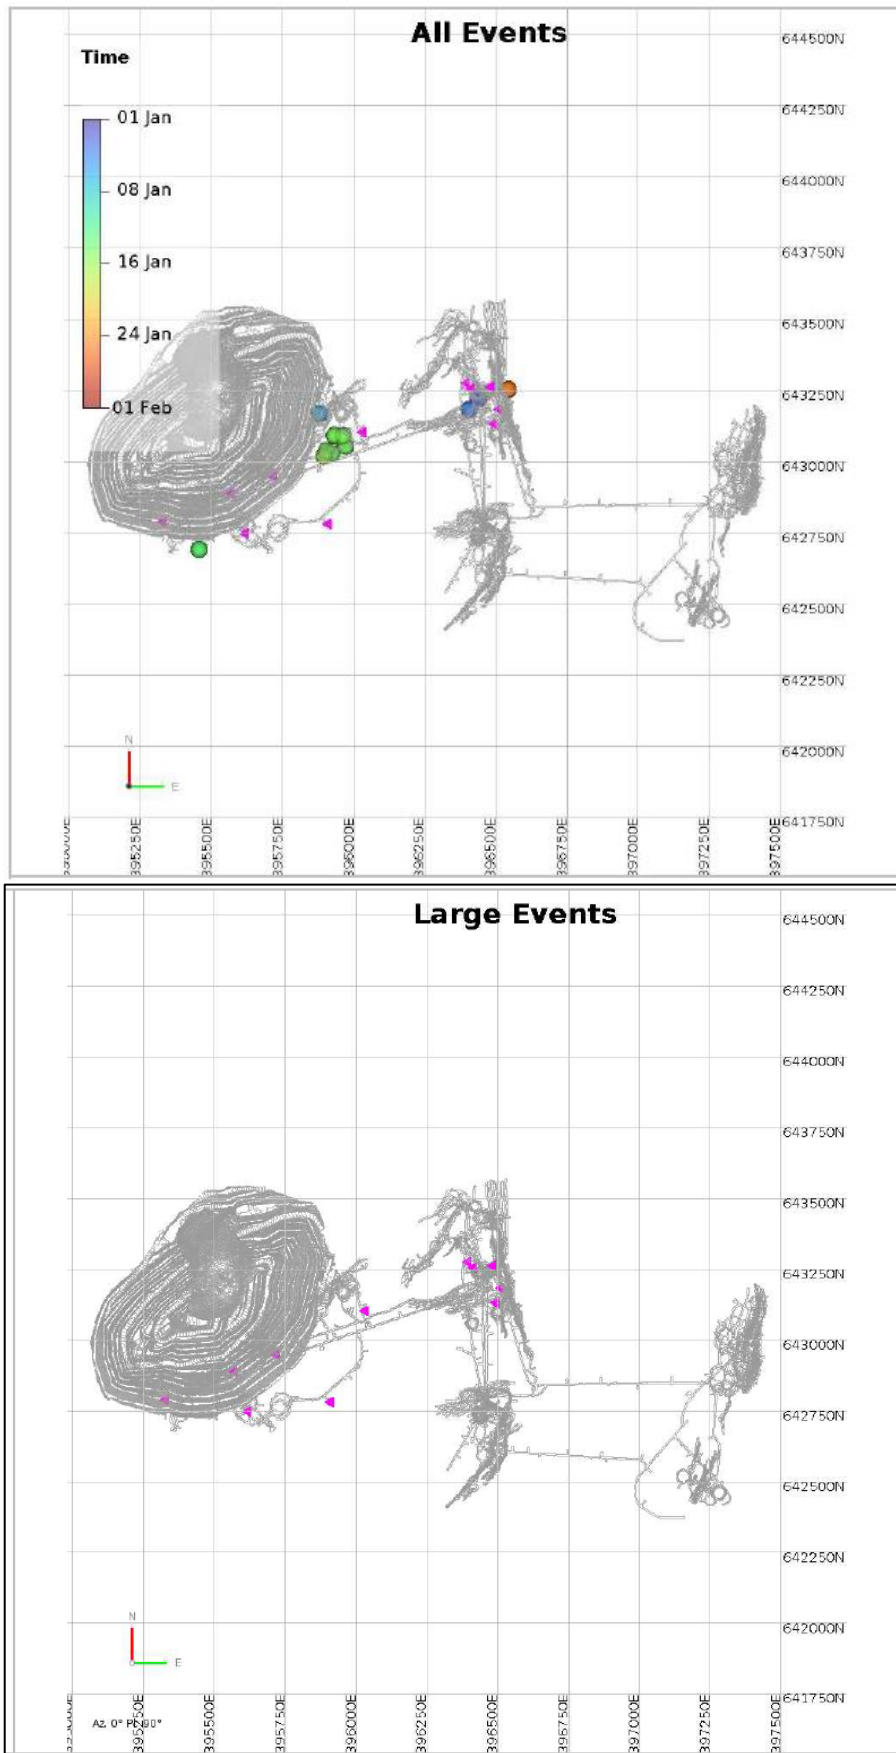 All Events
Time
01 Jan
08 Jan
16 Jan
24 Jan
01 Feb
644500N
644250N
644000N
643750N
643500N
643250N
643000N
642750N
642500N
642250N
642000N
641750N
N
E
395250E
395500E
395750E
396000E
396250E
396500E
396750E
397000E
397250E
397500E
Large Events
644500N
644250N
644000N
643750N
643500N
643250N
643000N
642750N
642500N
642250N
642000N
641750N
N
E
395500E
395750E
396000E
396250E
396500E
396750E
397000E
397250E
397500E